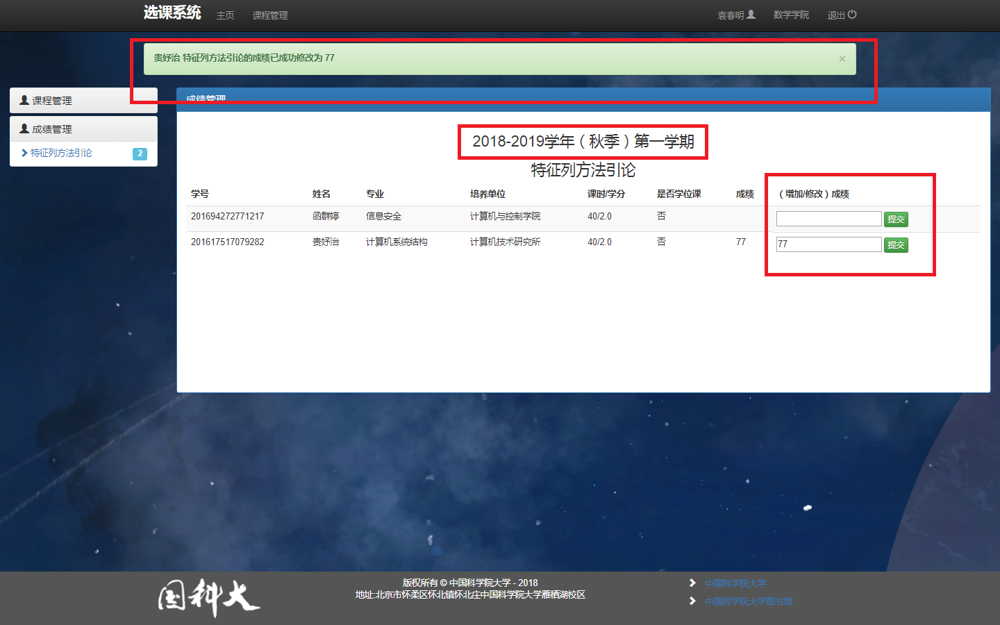 选课系统 主页 课程管理 袁春明 数学学院 退出
贵妤治 特征列方法引论的成绩已成功修改为 77 ×
课程管理
成绩管理
特征列方法引论 2
成绩管理
2018-2019学年（秋季）第一学期
特征列方法引论
学号 姓名 专业 培养单位 课时/学分 是否学位课 成绩 （增加/修改）成绩
201694272771217 函群婷 信息安全 计算机与控制学院 40/2.0 否 提交
201617517079282 贵妤治 计算机系统结构 计算机技术研究所 40/2.0 否 77 77 提交
国科大
版权所有 © 中国科学院大学 - 2018
地址:北京市怀柔区怀北镇怀北庄中国科学院大学雁栖湖校区
中国科学院大学
中国科学院大学图书馆